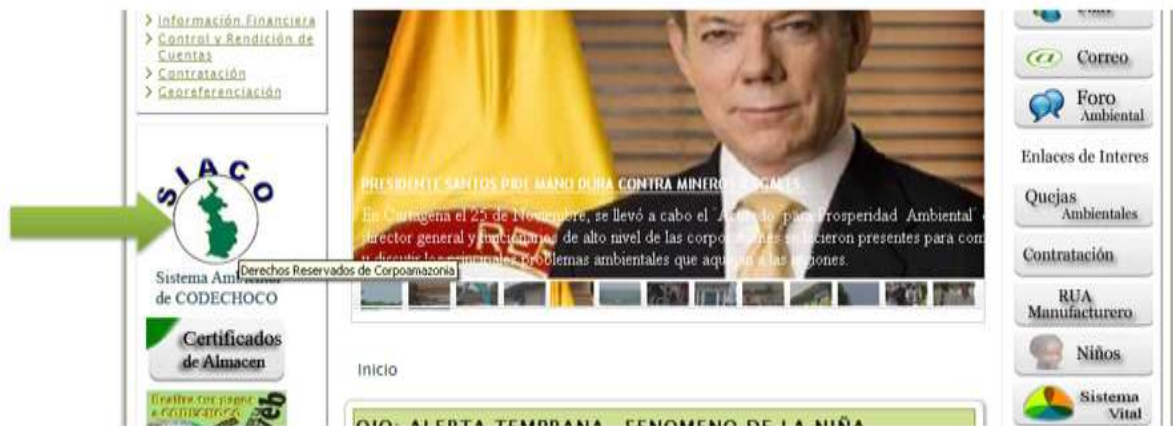 Información Financiera
Control y Rendición de
Cuentas
Contratación
Georeferenciación
SIACO
Derechos Reservados de Corpoamazonia
Sistema Ambiental
de CODECHOCO
Certificados
de Almacen
Realice tus pagos
a CODECHOCO
PRESIDENTE SANTOS PIDE MANO DURA CONTRA MINEROS ILEGALES
En Cartagena el 25 de Noviembre, se llevó a cabo el "Acuerdo para Prosperidad Ambiental"
director general y funcionarios de alto nivel de las corporaciones se hicieron presentes para
y discutir los principales problemas ambientales que aquejan a las regiones.
Inicio
OJO: ALERTA TEMPRANA - FENOMENO DE LA NIÑA
Correo
Foro
Ambiental
Enlaces de Interes
Quejas
Ambientales
Contratación
RUA
Manufacturero
Niños
Sistema
Vital